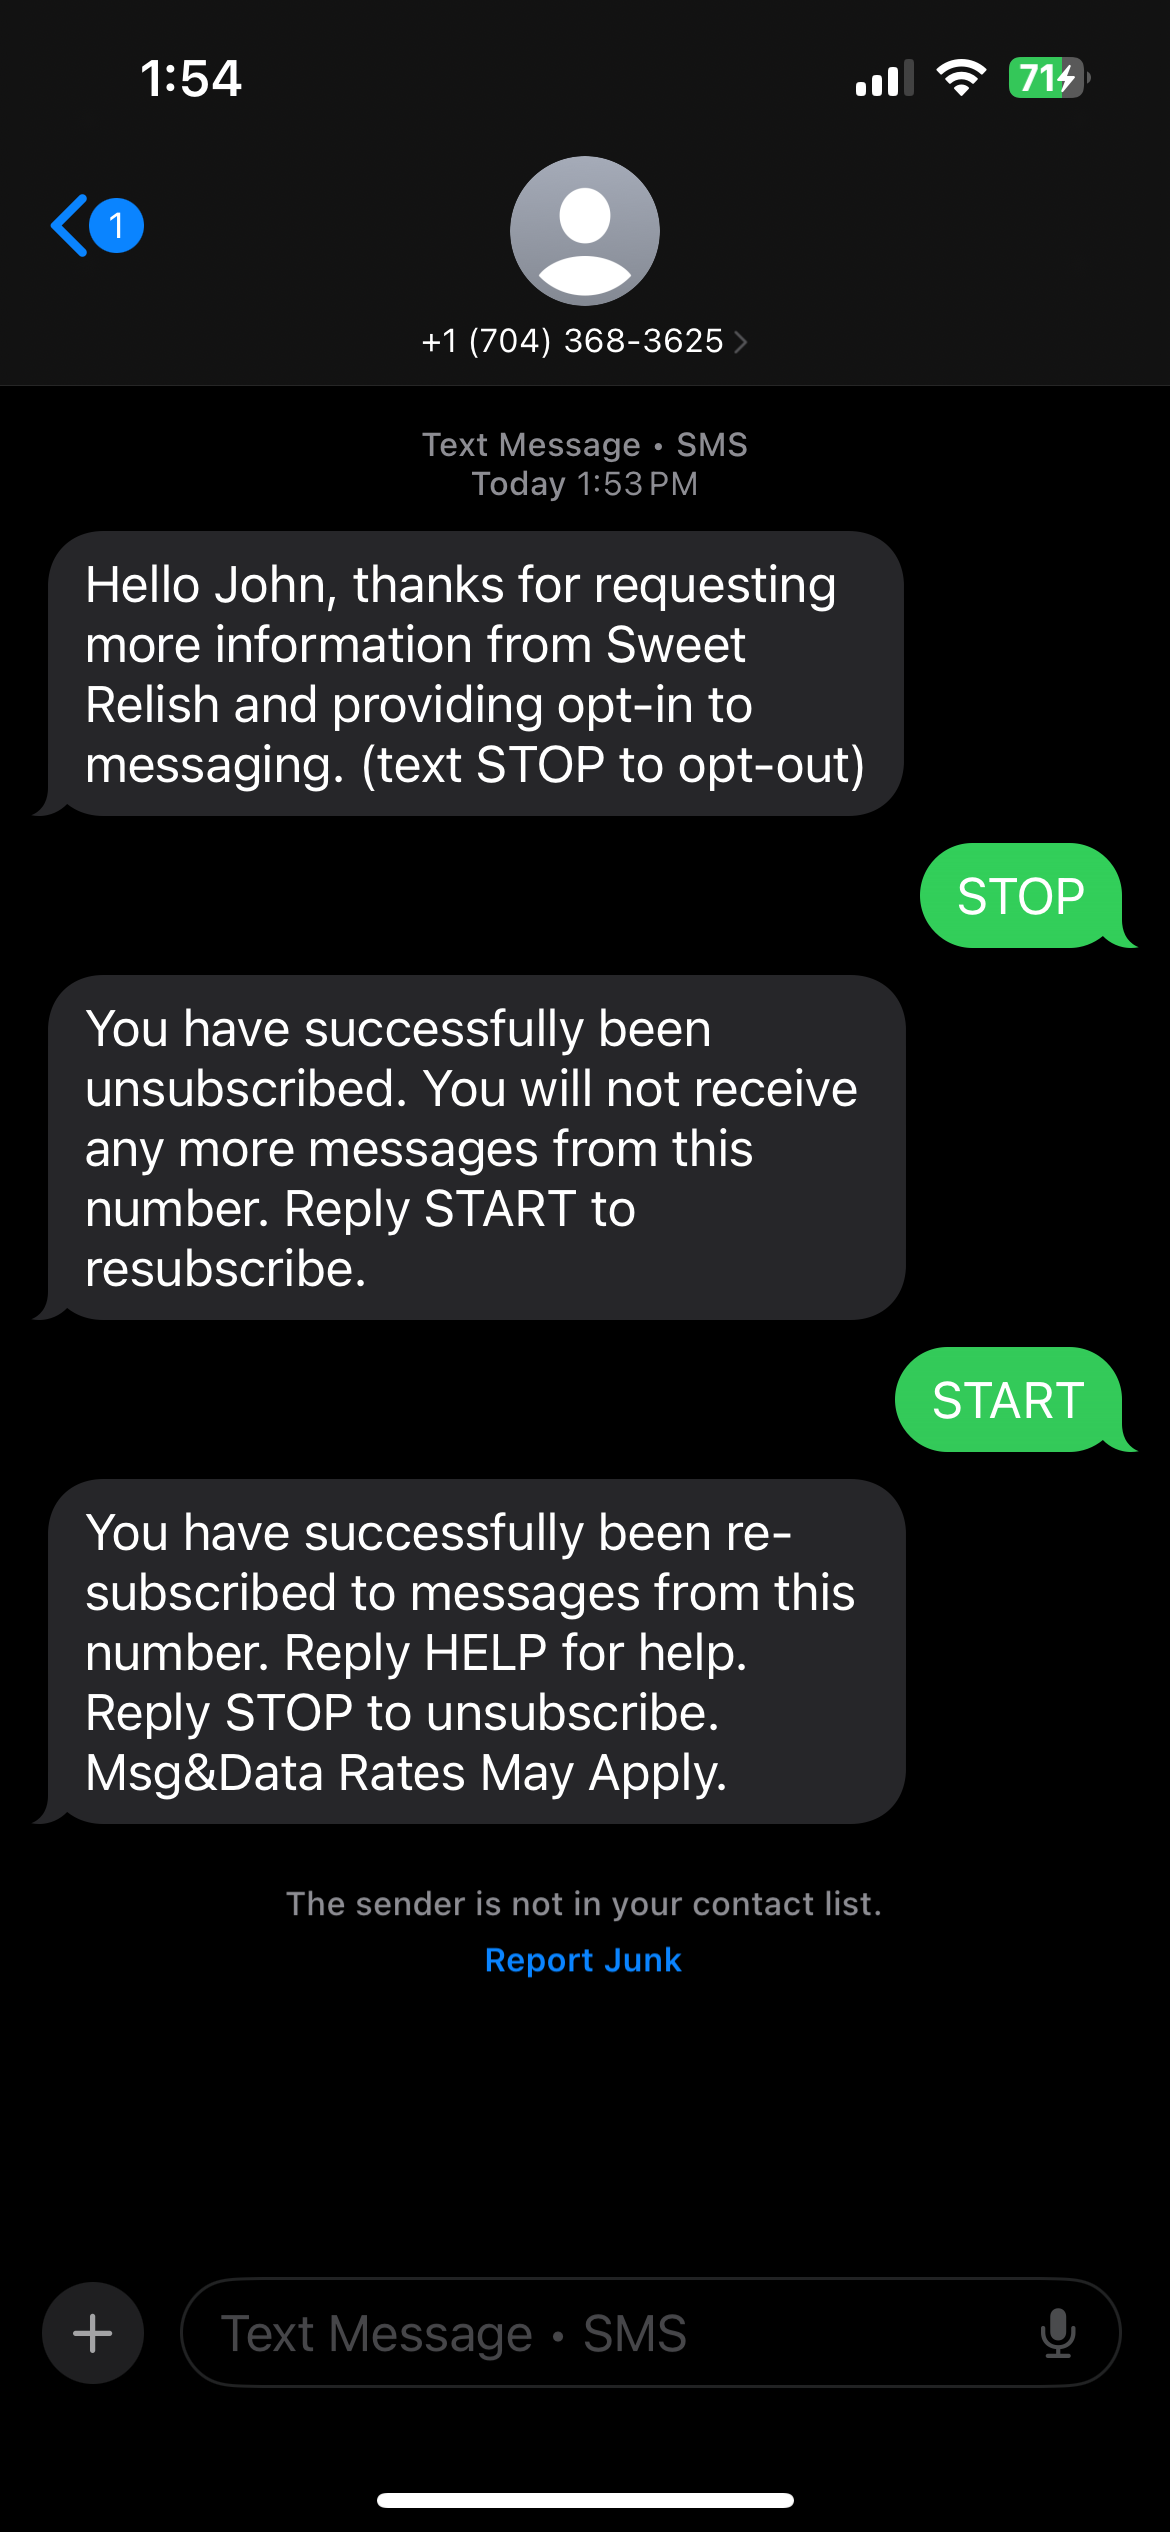 1:54
71
1
+1 (704) 368-3625
Text Message • SMS
Today 1:53 PM
Hello John, thanks for requesting
more information from Sweet
Relish and providing opt-in to
messaging. (text STOP to opt-out)
STOP
You have successfully been
unsubscribed. You will not receive
any more messages from this
number. Reply START to
resubscribe.
START
You have successfully been re-
subscribed to messages from this
number. Reply HELP for help.
Reply STOP to unsubscribe.
Msg&Data Rates May Apply.
The sender is not in your contact list.
Report Junk
Text Message • SMS